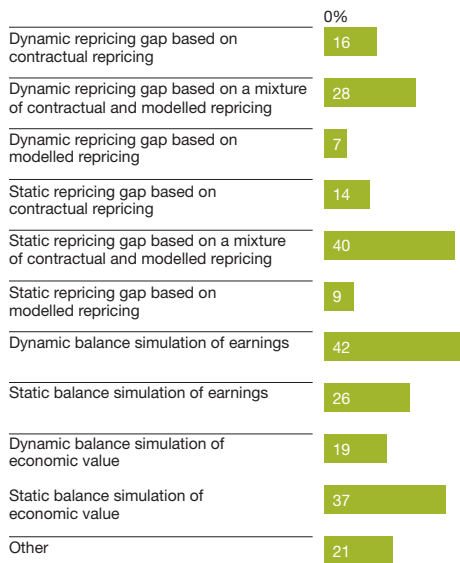 0%
Dynamic repricing gap based on
contractual repricing
16
Dynamic repricing gap based on a mixture
of contractual and modelled repricing
28
Dynamic repricing gap based on
modelled repricing
7
Static repricing gap based on
contractual repricing
14
Static repricing gap based on a mixture
of contractual and modelled repricing
40
Static repricing gap based on
modelled repricing
9
Dynamic balance simulation of earnings
42
Static balance simulation of earnings
26
Dynamic balance simulation of
economic value
19
Static balance simulation of
economic value
37
Other
21